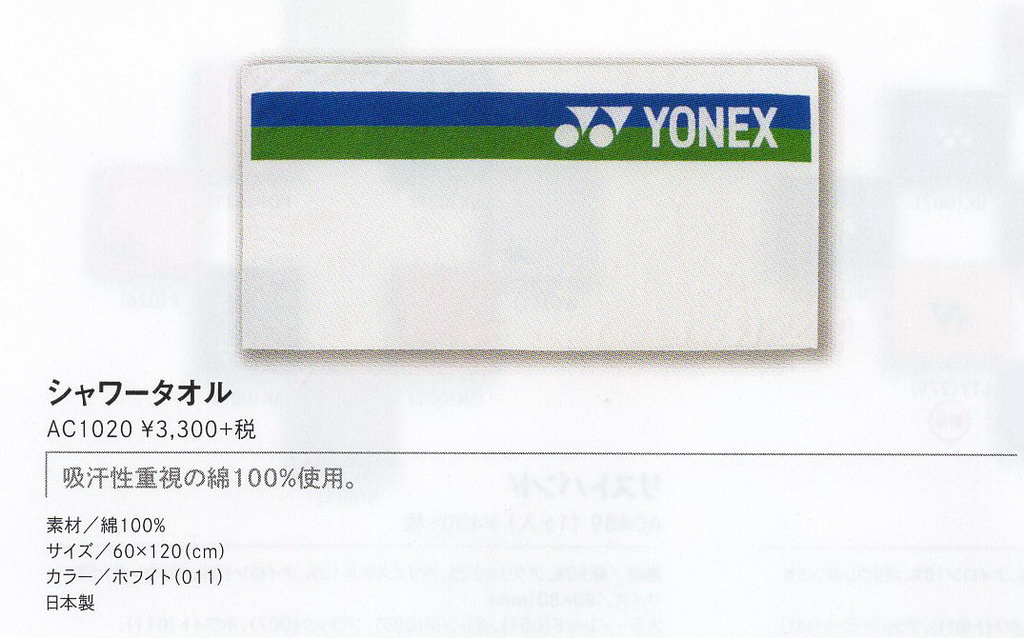 YONEX
シャワータオル
AC1020 ¥3,300+税
吸汗性重視の綿100%使用。
素材／綿100%
サイズ／60×120(cm)
カラー／ホワイト(011)
日本製